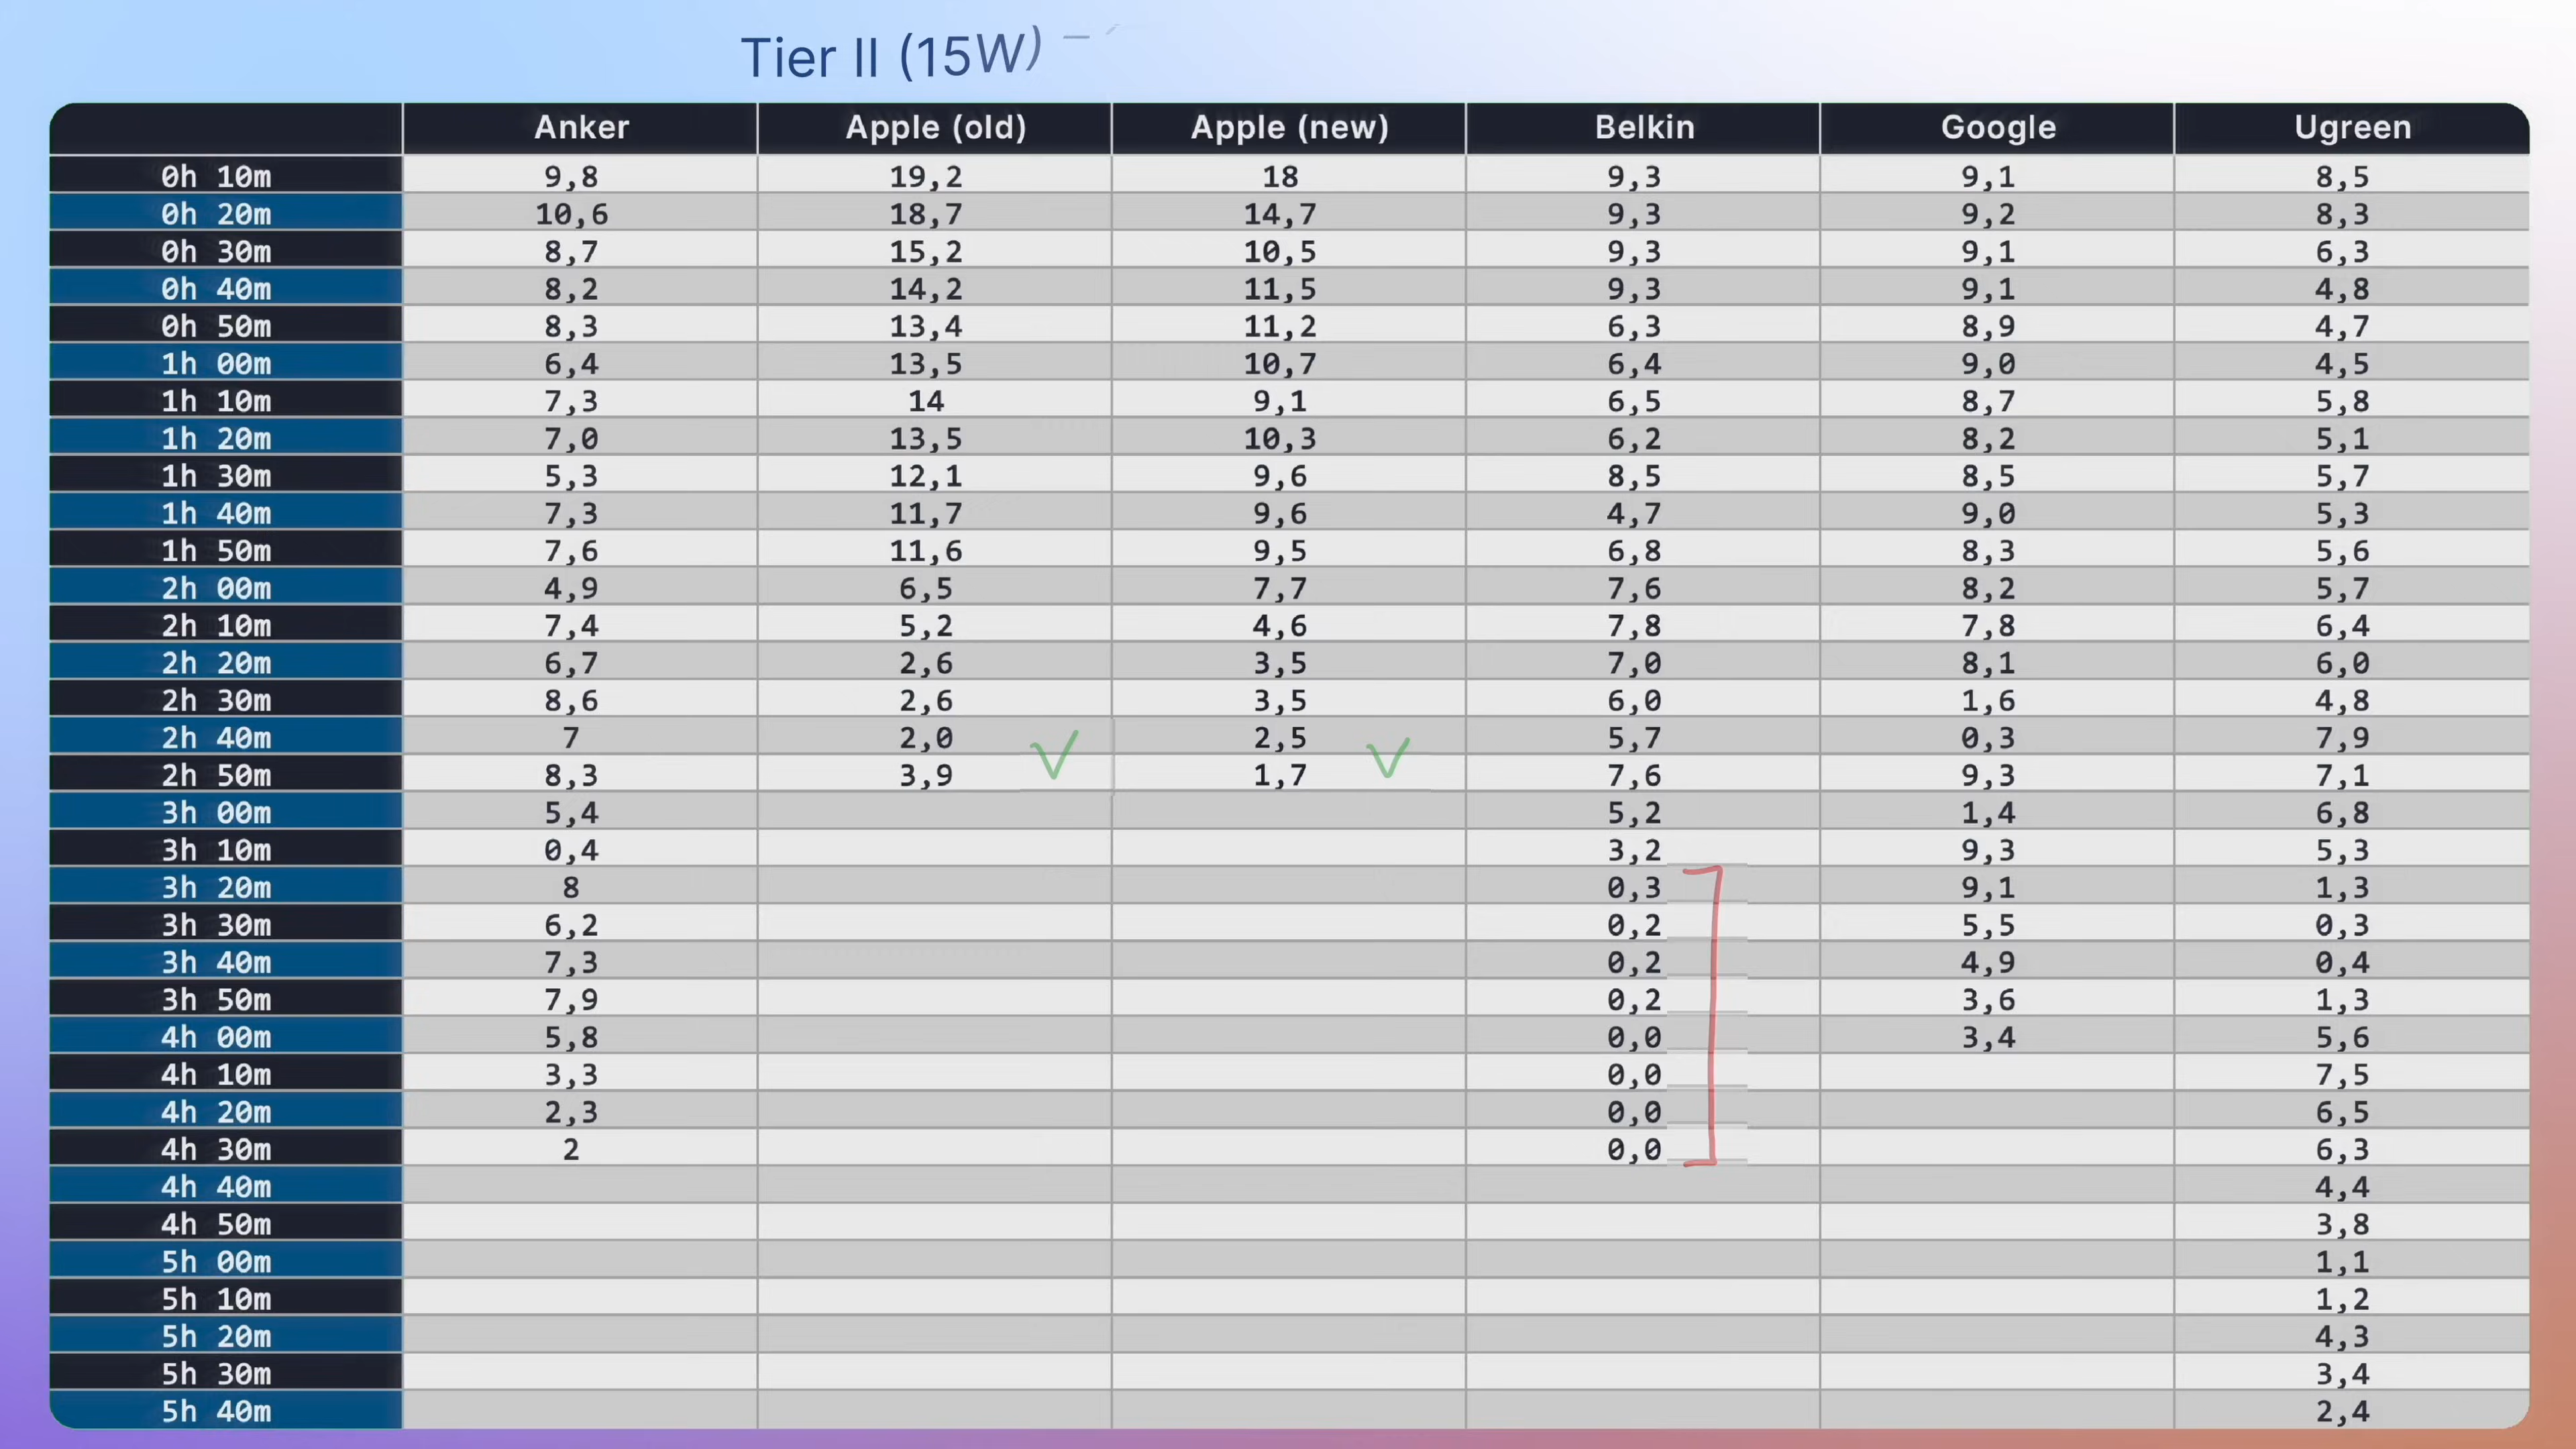 Tier II (15W)
Anker Apple (old) Apple (new) Belkin Google Ugreen
0h 10m 9,8 19,2 18 9,3 9,1 8,5
0h 20m 10,6 18,7 14,7 9,3 9,2 8,3
0h 30m 8,7 15,2 10,5 9,3 9,1 6,3
0h 40m 8,2 14,2 11,5 9,3 9,1 4,8
0h 50m 8,3 13,4 11,2 6,3 8,9 4,7
1h 00m 6,4 13,5 10,7 6,4 9,0 4,5
1h 10m 7,3 14 9,1 6,5 8,7 5,8
1h 20m 7,0 13,5 10,3 6,2 8,2 5,1
1h 30m 5,3 12,1 9,6 8,5 8,5 5,7
1h 40m 7,3 11,7 9,6 4,7 9,0 5,3
1h 50m 7,6 11,6 9,5 6,8 8,3 5,6
2h 00m 4,9 6,5 7,7 7,6 8,2 5,7
2h 10m 7,4 5,2 4,6 7,8 7,8 6,4
2h 20m 6,7 2,6 3,5 7,0 8,1 6,0
2h 30m 8,6 2,6 3,5 6,0 1,6 4,8
2h 40m 7 2,0 2,5 5,7 0,3 7,9
2h 50m 8,3 3,9 1,7 7,6 9,3 7,1
3h 00m 5,4 5,2 1,4 6,8
3h 10m 0,4 3,2 9,3 5,3
3h 20m 8 0,3 9,1 1,3
3h 30m 6,2 0,2 5,5 0,3
3h 40m 7,3 0,2 4,9 0,4
3h 50m 7,9 0,2 3,6 1,3
4h 00m 5,8 0,0 3,4 5,6
4h 10m 3,3 0,0 7,5
4h 20m 2,3 0,0 6,5
4h 30m 2 0,0 6,3
4h 40m 4,4
4h 50m 3,8
5h 00m 1,1
5h 10m 1,2
5h 20m 4,3
5h 30m 3,4
5h 40m 2,4